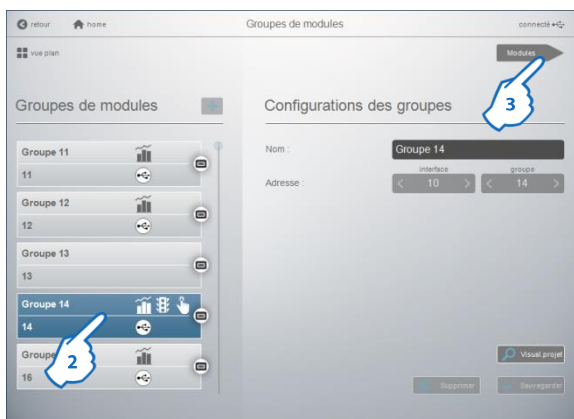 retour home Groupes de modules connecté
vue plan Modules
Groupes de modules Configurations des groupes
3
Groupe 11
11
Nom : Groupe 14
interface groupe
Adresse : < 10 > < 14 >
Groupe 12
12
Groupe 13
13
Groupe 14
14
2
Groupe
16
Visual projet
Supprimer Sauvegarder